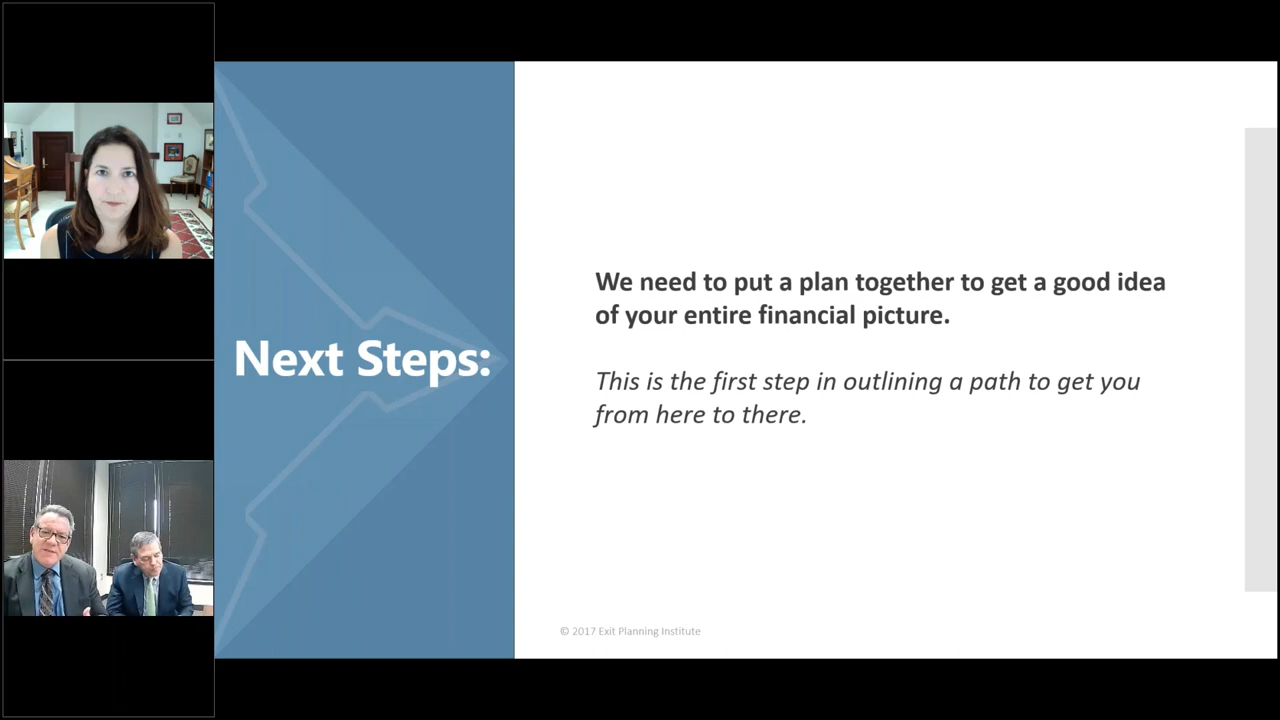 Next Steps:
We need to put a plan together to get a good idea
of your entire financial picture.
This is the first step in outlining a path to get you
from here to there.
© 2017 Exit Planning Institute